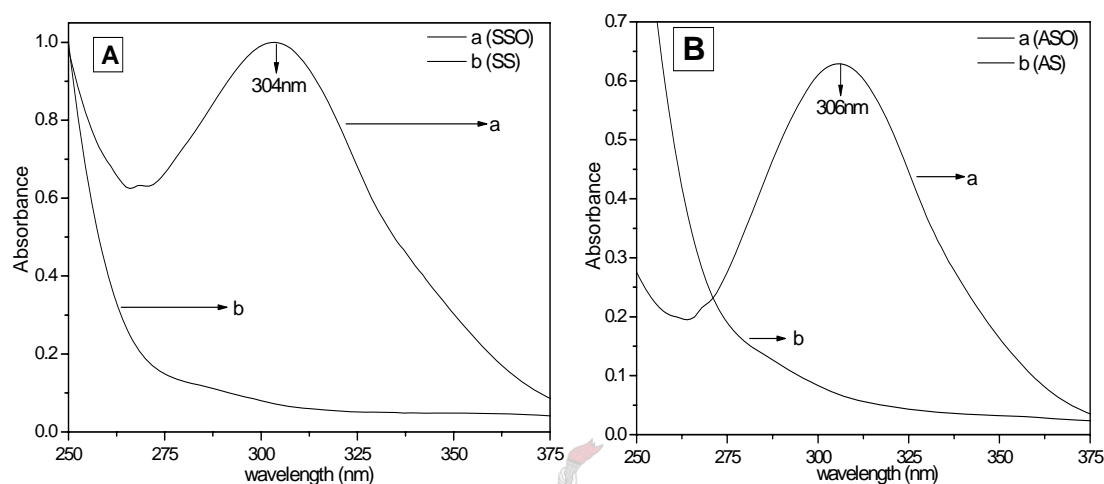 A
a (SSO)
b (SS)
304nm
a
b
1.0
0.8
0.6
0.4
0.2
0.0
250
275
300
325
350
375
Absorbance
wavelength (nm)
B
a (ASO)
b (AS)
306nm
a
b
0.7
0.6
0.5
0.4
0.3
0.2
0.1
0.0
250
275
300
325
350
375
Absorbance
wavelength (nm)